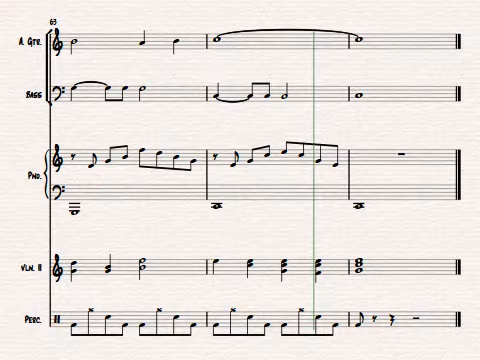 63
A. Gtr.
Bass
Pno.
Vln. II
Perc.